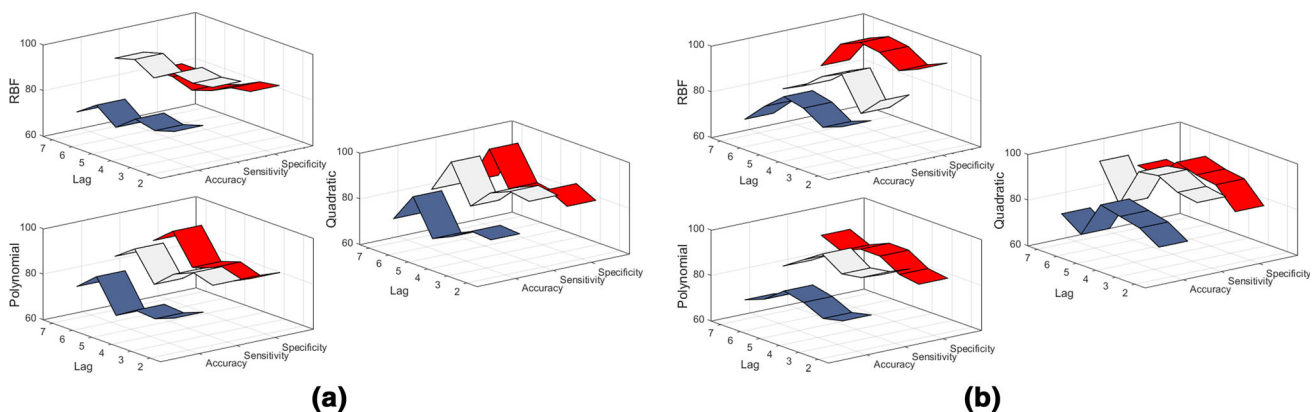 100
80
60
RBF
7
6
5
4
3
2
Lag
Accuracy
Sensitivity
Specificity
100
80
60
Quadratic
7
6
5
4
3
2
Lag
Accuracy
Sensitivity
Specificity
100
80
60
Polynomial
7
6
5
4
3
2
Lag
Accuracy
Sensitivity
Specificity
(a)
100
80
60
RBF
7
6
5
4
3
2
Lag
Accuracy
Sensitivity
Specificity
100
80
60
Quadratic
7
6
5
4
3
2
Lag
Accuracy
Sensitivity
Specificity
100
80
60
Polynomial
7
6
5
4
3
2
Lag
Accuracy
Sensitivity
Specificity
(b)